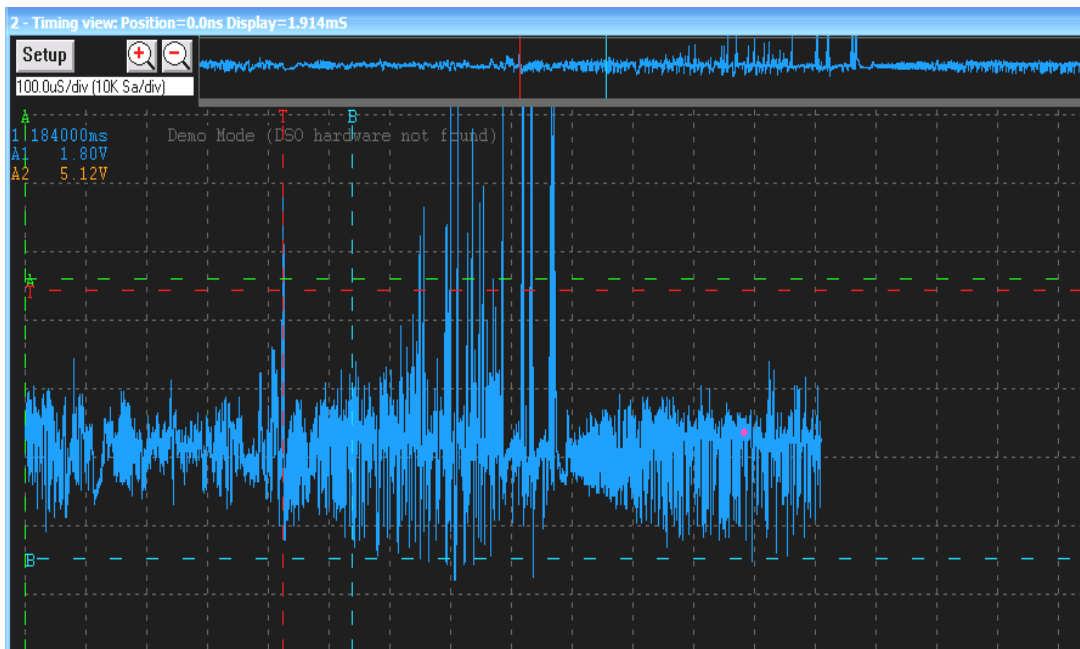 2 - Timing view: Position=0.0ns Display=1.914mS
Setup
100.0uS/div (10K Sa/div)
A T B
1.184000ms Demo Mode (DSO hardware not found)
A1 1.80V
A2 5.12V
A
T
B